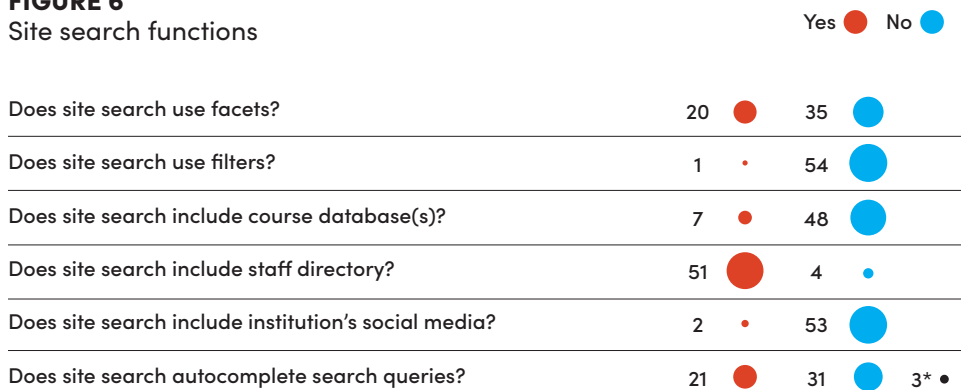 FIGURE 6
Site search functions
Yes No
Does site search use facets? 20 35
Does site search use filters? 1 54
Does site search include course database(s)? 7 48
Does site search include staff directory? 51 4
Does site search include institution’s social media? 2 53
Does site search autocomplete search queries? 21 31 3*